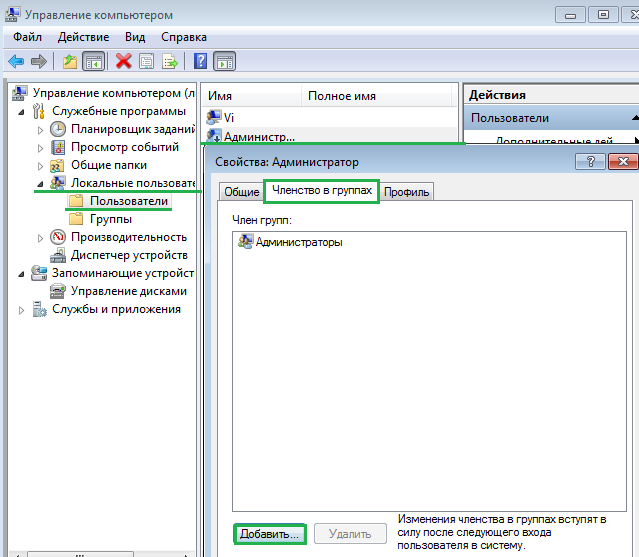 Управление компьютером
Файл Действие Вид Справка
Управление компьютером (л
Служебные программы
Планировщик заданий
Просмотр событий
Общие папки
Локальные пользовате
Пользователи
Группы
Производительность
Диспетчер устройств
Запоминающие устройст
Управление дисками
Службы и приложения
Имя Полное имя
Vi
Администр...
Действия
Пользователи
Дополнительные дей
Свойства: Администратор
Общие Членство в группах Профиль
Член групп:
Администраторы
Добавить... Удалить
Изменения членства в группах вступят в
силу после следующего входа
пользователя в систему.